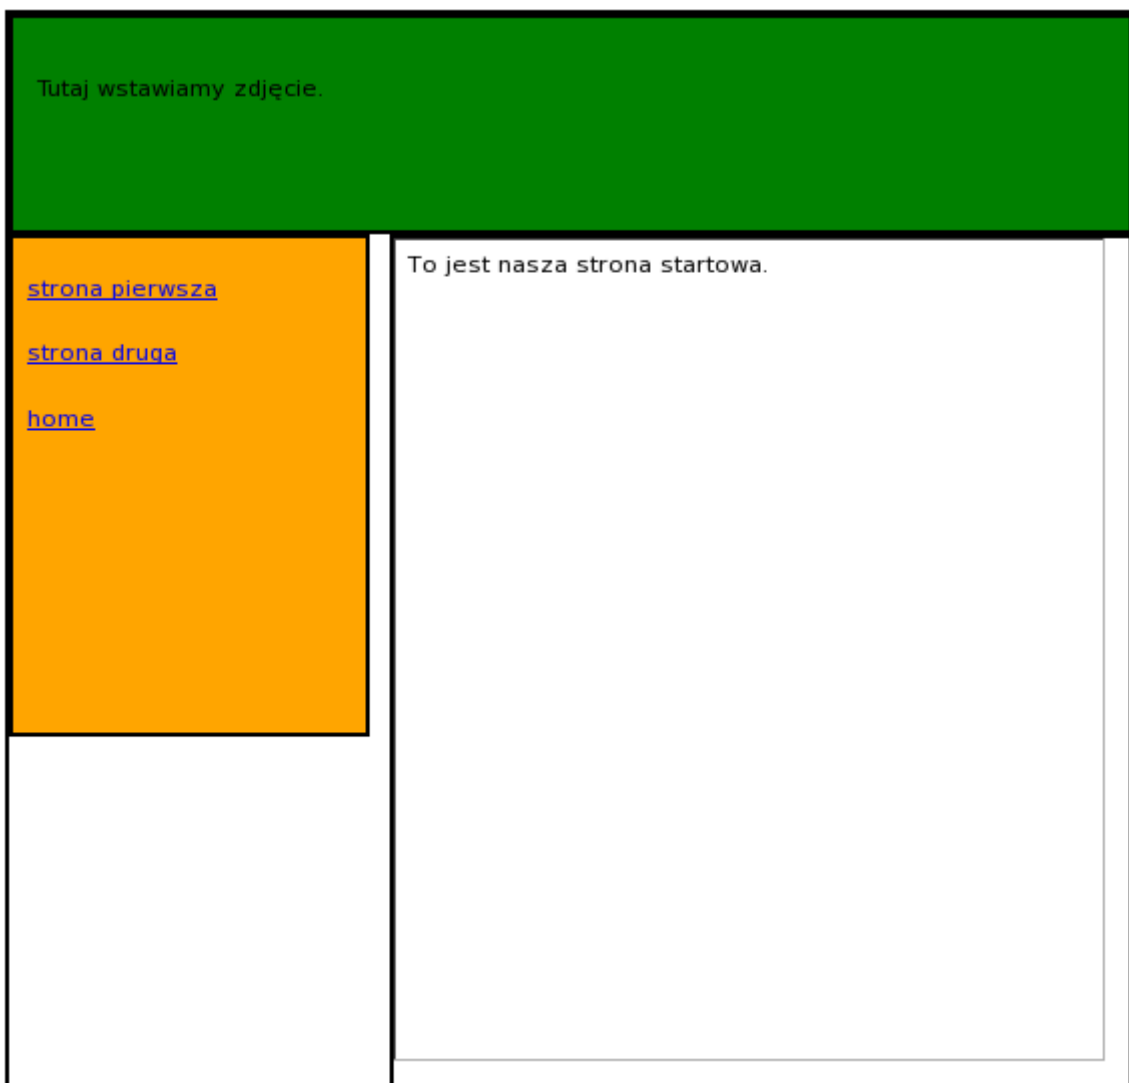 Tutaj wstawiamy zdjęcie.
To jest nasza strona startowa.
strona pierwsza
strona druga
home